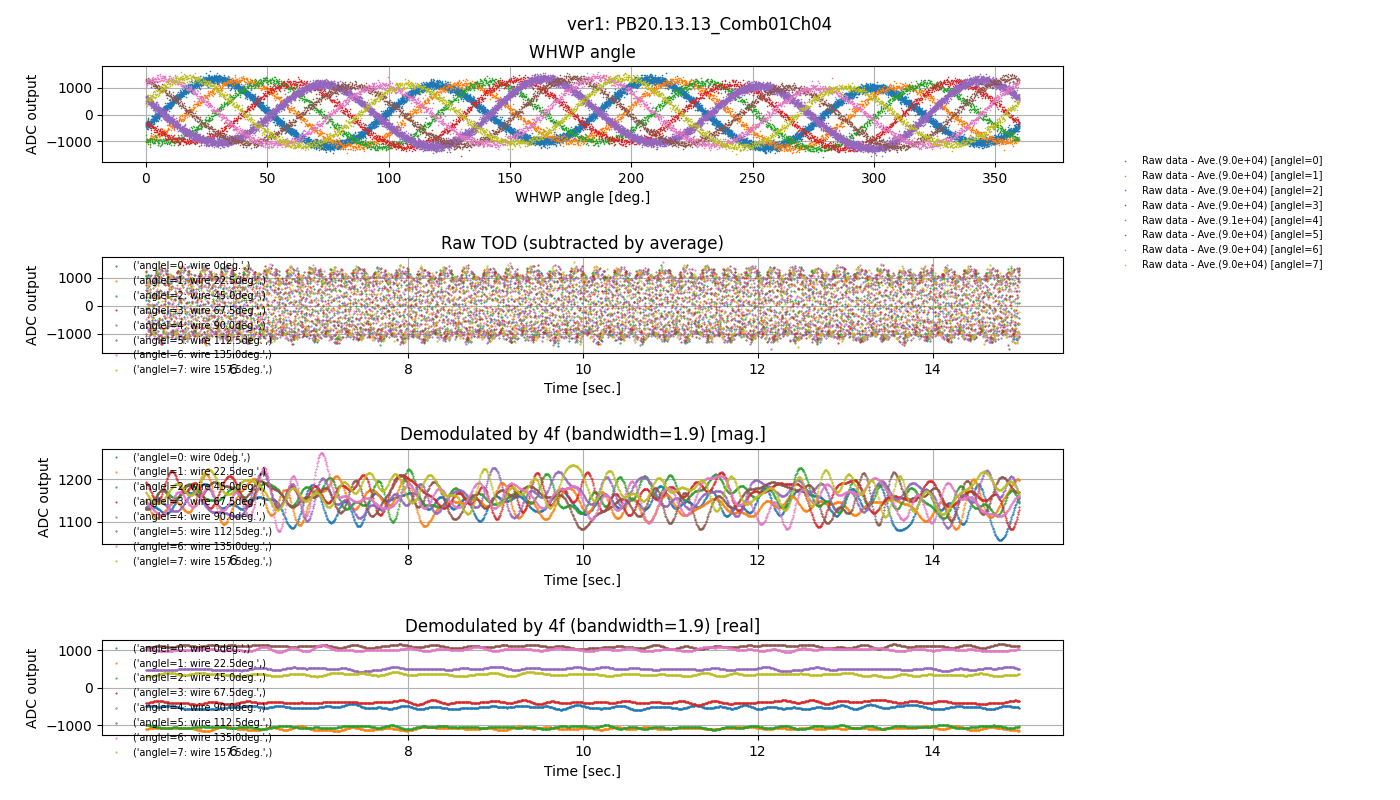 ver1: PB20.13.13_Comb01Ch04
WHWP angle
ADC output
1000
0
−1000
0
50
100
150
200
250
300
350
WHWP angle [deg.]
Raw data - Ave.(9.0e+04) [angleI=0]
Raw data - Ave.(9.0e+04) [angleI=1]
Raw data - Ave.(9.0e+04) [angleI=2]
Raw data - Ave.(9.0e+04) [angleI=3]
Raw data - Ave.(9.1e+04) [angleI=4]
Raw data - Ave.(9.0e+04) [angleI=5]
Raw data - Ave.(9.0e+04) [angleI=6]
Raw data - Ave.(9.0e+04) [angleI=7]
Raw TOD (subtracted by average)
ADC output
1000
0
−1000
('angleI=0: wire 0deg.',)
('angleI=1: wire 22.5deg.',)
('angleI=2: wire 45.0deg.',)
('angleI=3: wire 67.5deg.',)
('angleI=4: wire 90.0deg.',)
('angleI=5: wire 112.5deg.',)
('angleI=6: wire 135.0deg.',)
('angleI=7: wire 157.5deg.',)
6
8
10
12
14
Time [sec.]
Demodulated by 4f (bandwidth=1.9) [mag.]
ADC output
1200
1100
('angleI=0: wire 0deg.',)
('angleI=1: wire 22.5deg.',)
('angleI=2: wire 45.0deg.',)
('angleI=3: wire 67.5deg.',)
('angleI=4: wire 90.0deg.',)
('angleI=5: wire 112.5deg.',)
('angleI=6: wire 135.0deg.',)
('angleI=7: wire 157.5deg.',)
6
8
10
12
14
Time [sec.]
Demodulated by 4f (bandwidth=1.9) [real]
ADC output
1000
0
−1000
('angleI=0: wire 0deg.',)
('angleI=1: wire 22.5deg.',)
('angleI=2: wire 45.0deg.',)
('angleI=3: wire 67.5deg.',)
('angleI=4: wire 90.0deg.',)
('angleI=5: wire 112.5deg.',)
('angleI=6: wire 135.0deg.',)
('angleI=7: wire 157.5deg.',)
6
8
10
12
14
Time [sec.]